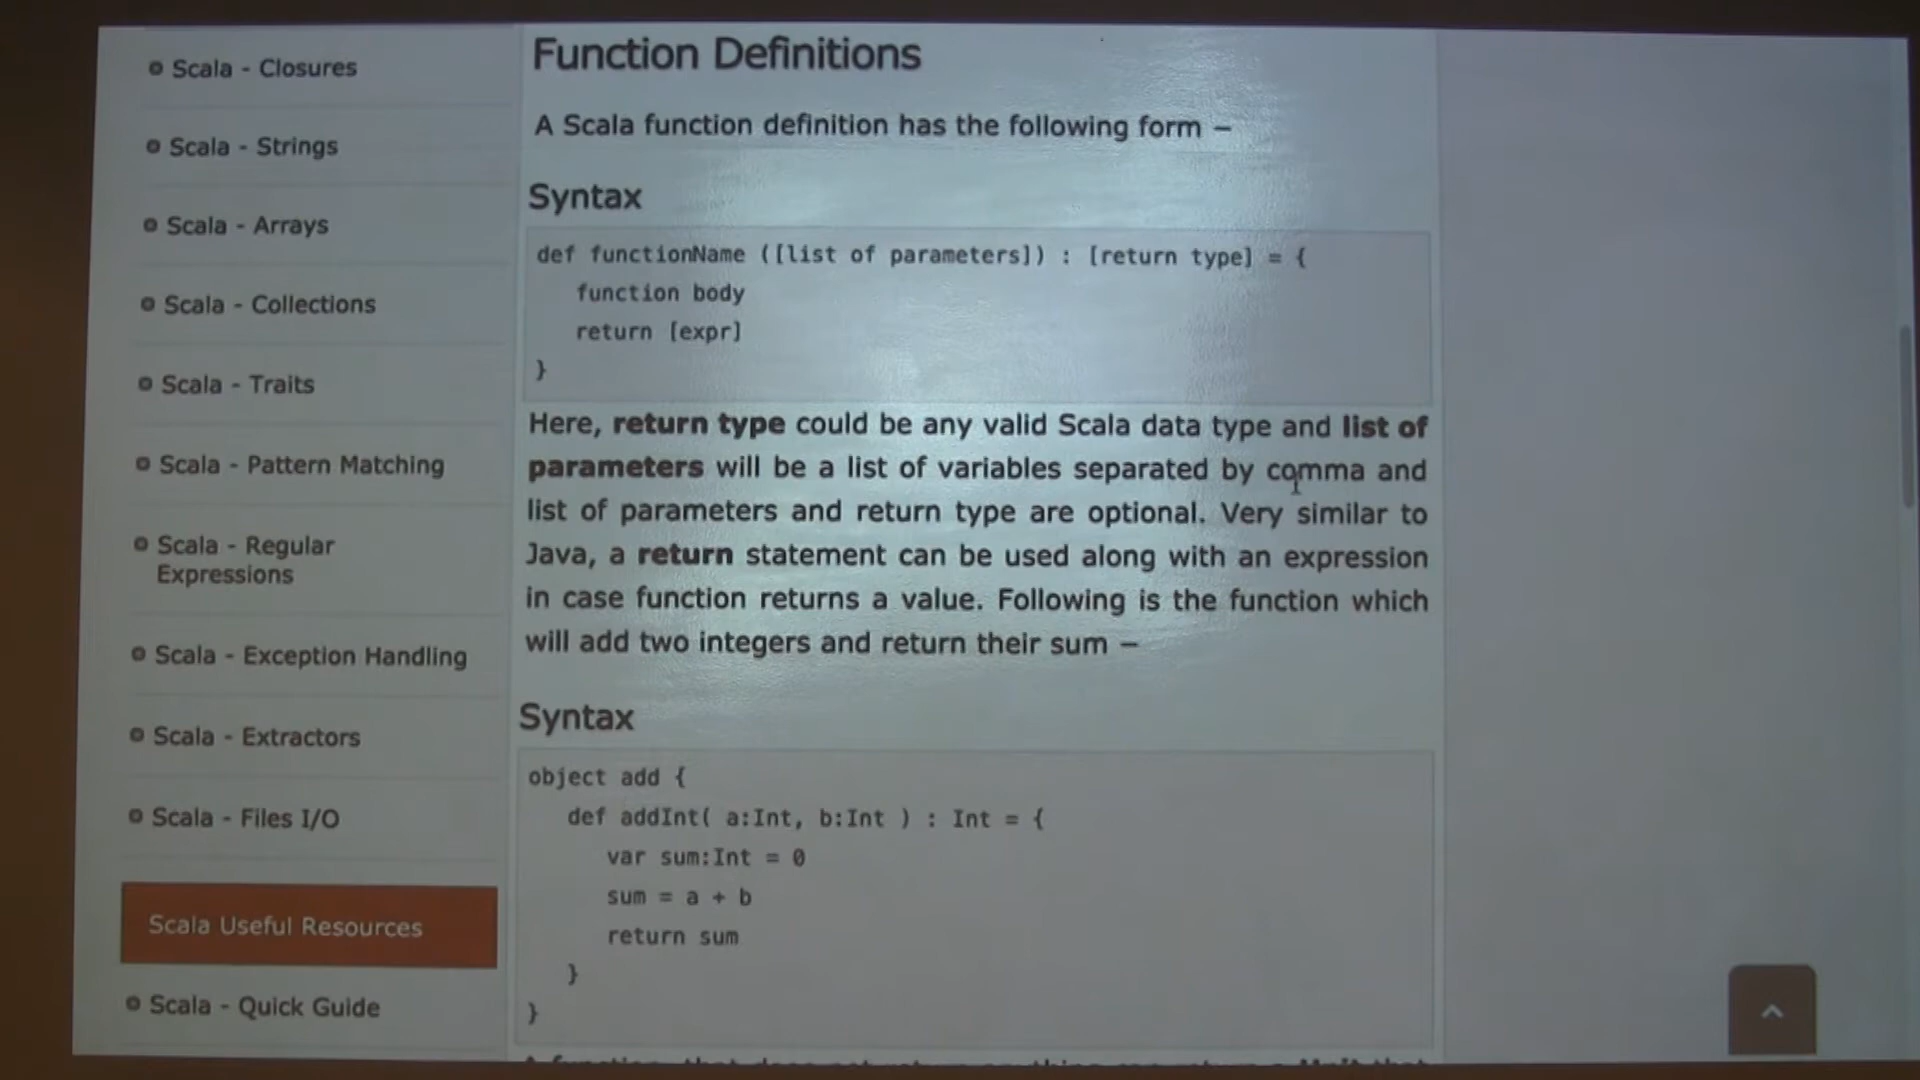 Scala - Closures
Scala - Strings
Scala - Arrays
Scala - Collections
Scala - Traits
Scala - Pattern Matching
Scala - Regular
Expressions
Scala - Exception Handling
Scala - Extractors
Scala - Files I/O
Scala Useful Resources
Scala - Quick Guide
Function Definitions
A Scala function definition has the following form –
Syntax
def functionName ([list of parameters]) : [return type] = {
function body
return [expr]
}
Here, return type could be any valid Scala data type and list of
parameters will be a list of variables separated by comma and
list of parameters and return type are optional. Very similar to
Java, a return statement can be used along with an expression
in case function returns a value. Following is the function which
will add two integers and return their sum –
Syntax
object add {
def addInt( a:Int, b:Int ) : Int = {
var sum:Int = 0
sum = a + b
return sum
}
}